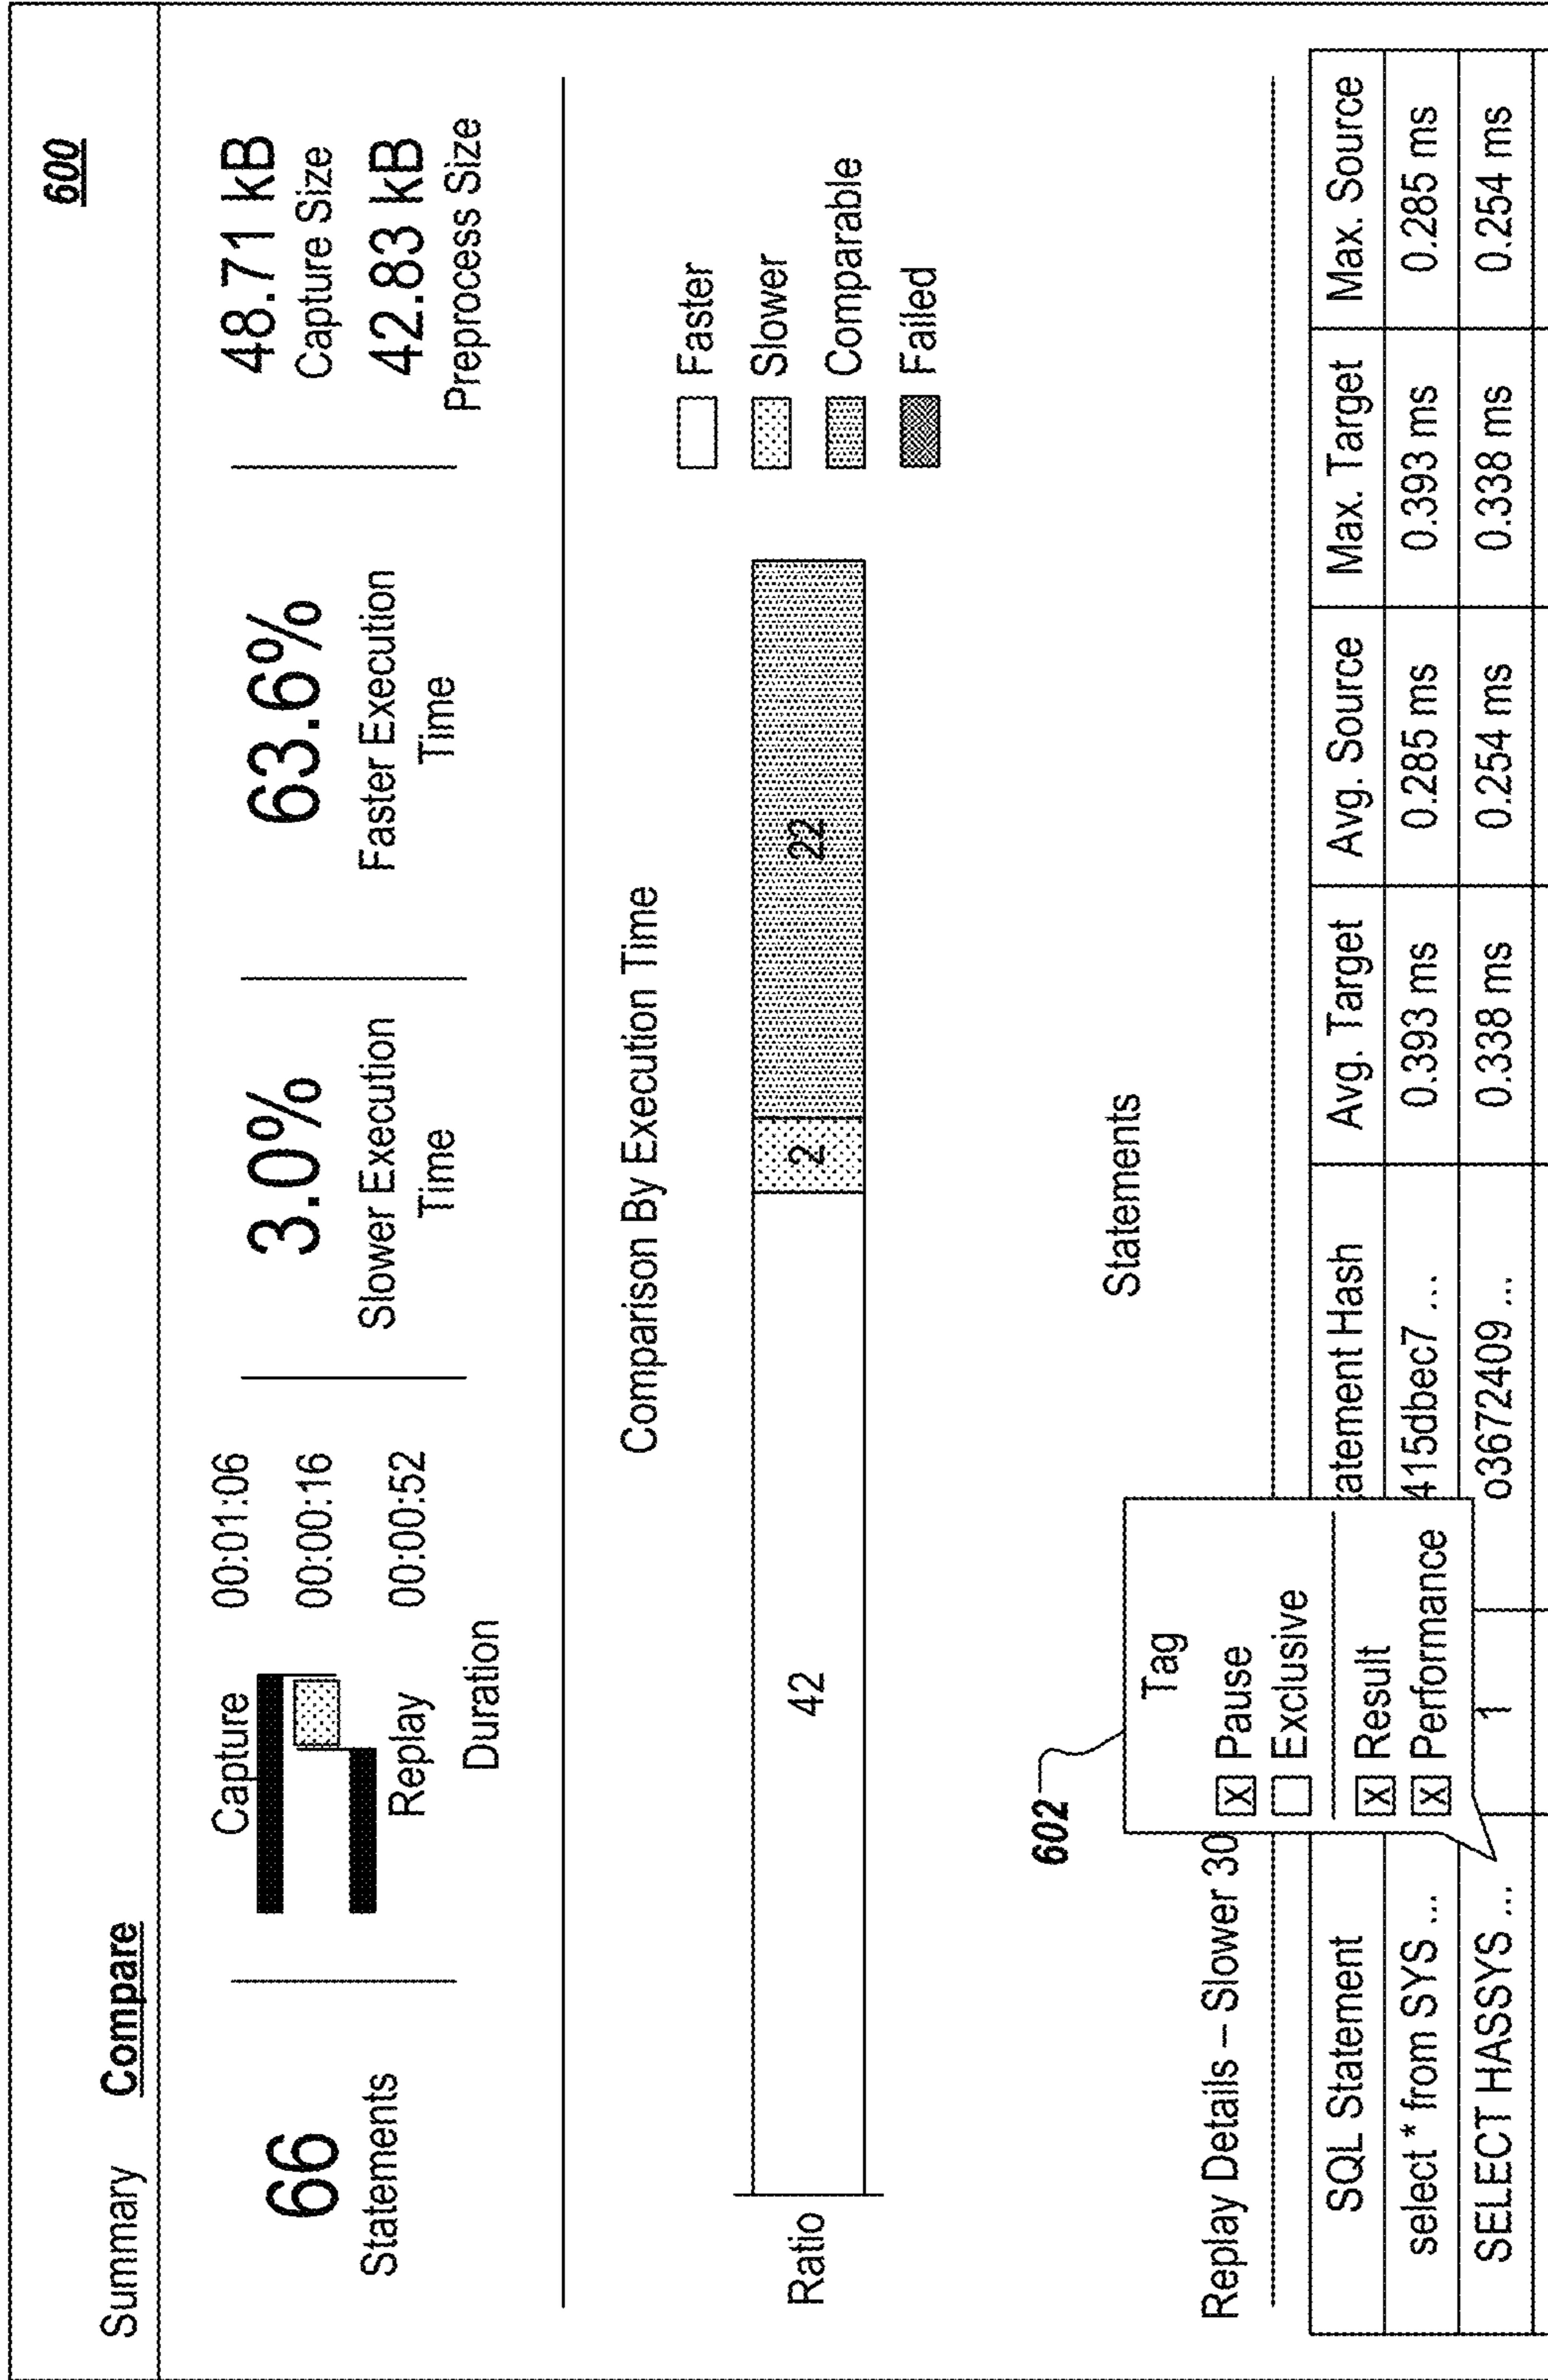 600
Summary Compare
66
Statements
Capture 00:01:06
00:00:16
Replay 00:00:52
Duration
3.0%
Slower Execution
Time
63.6%
Faster Execution
Time
48.71 kB
Capture Size
42.83 kB
Preprocess Size
Comparison By Execution Time
Faster
Slower
Comparable
Failed
Ratio 42 2 22
Statements
602
Tag
X Pause
Exclusive
X Result
X Performance
Replay Details – Slower 30
SQL Statement atement Hash Avg. Target Avg. Source Max. Target Max. Source
select * from SYS ... 415dbec7 ... 0.393 ms 0.285 ms 0.393 ms 0.285 ms
SELECT HASSYS ... 1 o3672409 ... 0.338 ms 0.254 ms 0.338 ms 0.254 ms